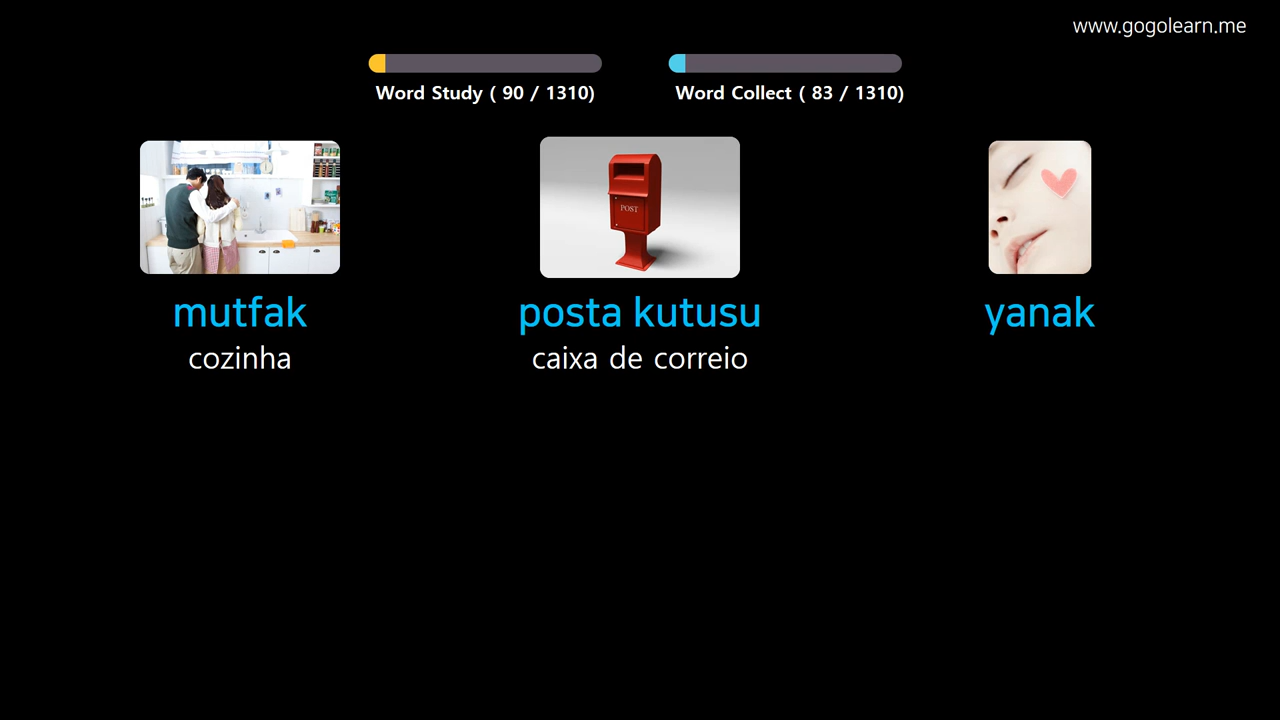 www.gogolearn.me
Word Study ( 90 / 1310)
Word Collect ( 83 / 1310)
POST
mutfak
posta kutusu
yanak
cozinha
caixa de correio